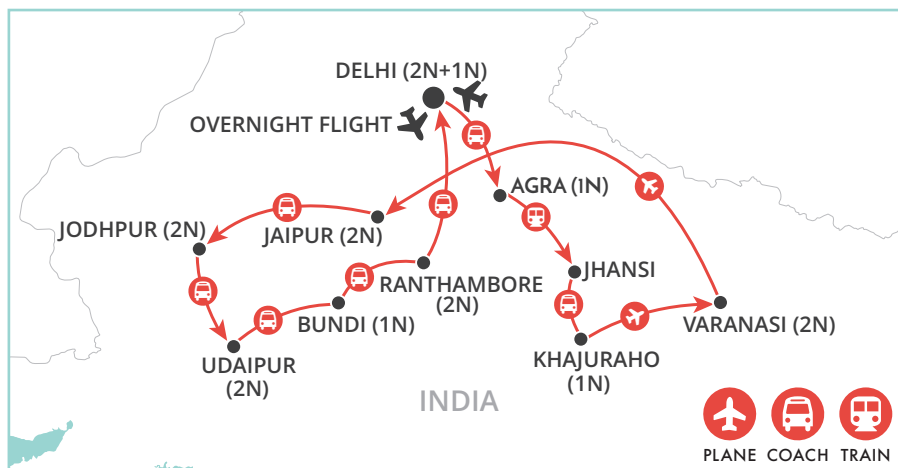 DELHI (2N+1N)
OVERNIGHT FLIGHT
AGRA (1N)
JODHPUR (2N)
JAIPUR (2N)
JHANSI
RANTHAMBORE
(2N)
BUNDI (1N)
VARANASI (2N)
UDAIPUR
(2N)
KHAJURAHO
(1N)
INDIA
PLANE
COACH
TRAIN